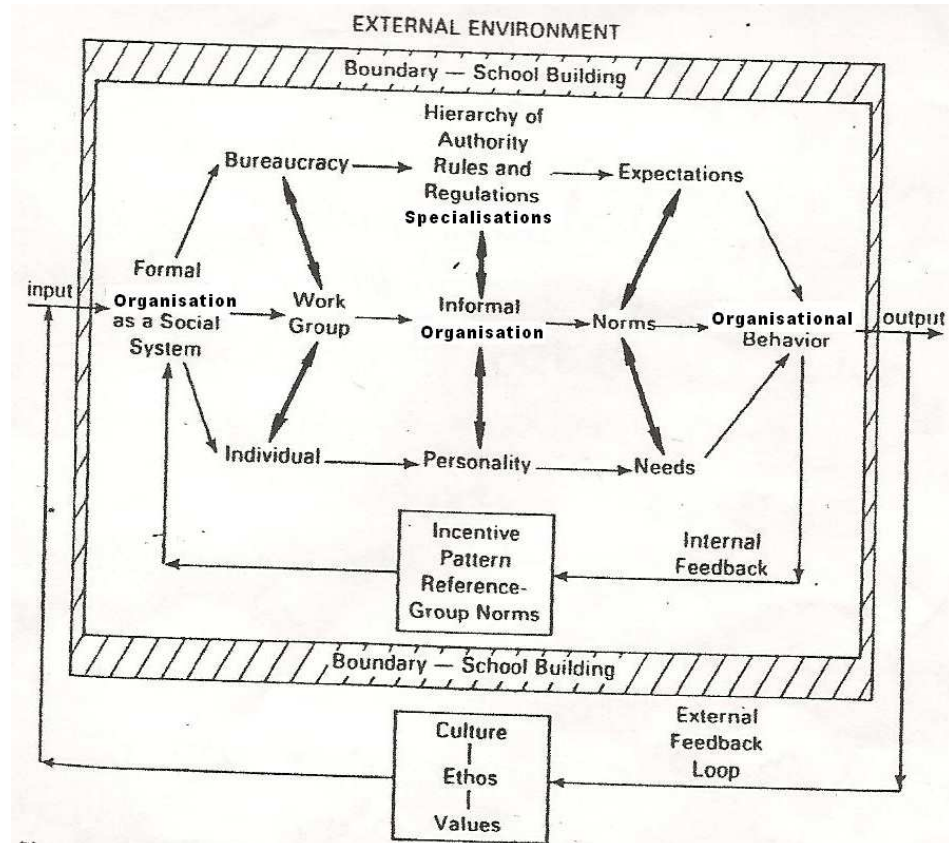 EXTERNAL ENVIRONMENT
Boundary — School Building
Hierarchy of
Authority
Bureaucracy
Rules and
Expectations
Regulations
Specialisations
Formal
input
Organisation
as a Social
System
Work
Group
Informal
Organisation
Norms
Organisational
Behavior
output
Individual
Personality
Needs
Incentive
Pattern
Reference-
Group Norms
Internal
Feedback
Boundary — School Building
Culture
Ethos
Values
External
Feedback
Loop